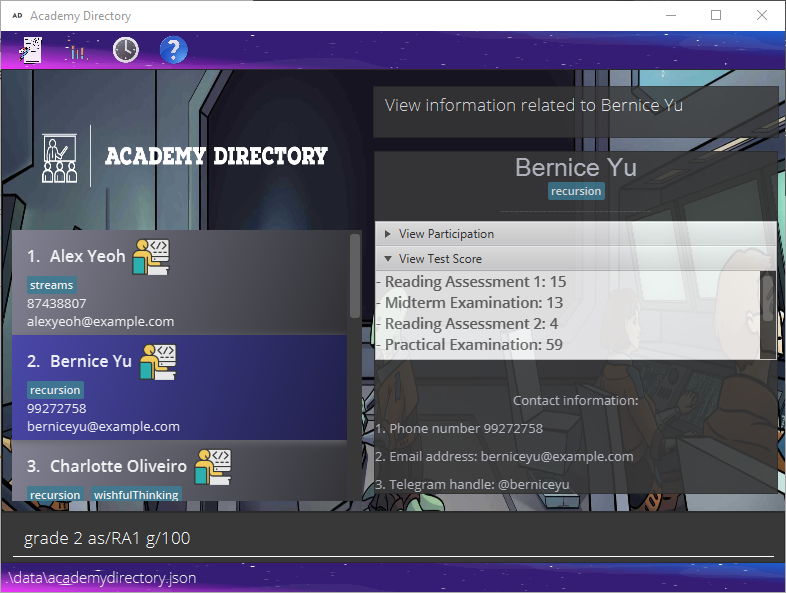 AD Academy Directory
ACADEMY DIRECTORY
1. Alex Yeoh
streams
87438807
alexyeoh@example.com
2. Bernice Yu
recursion
99272758
berniceyu@example.com
3. Charlotte Oliveiro
recursion wishfulThinking
View information related to Bernice Yu
Bernice Yu
recursion
View Participation
View Test Score
- Reading Assessment 1: 15
- Midterm Examination: 13
- Reading Assessment 2: 4
- Practical Examination: 59
Contact information:
1. Phone number 99272758
2. Email address: berniceyu@example.com
3. Telegram handle: @berniceyu
grade 2 as/RA1 g/100
.\data\academydirectory.json